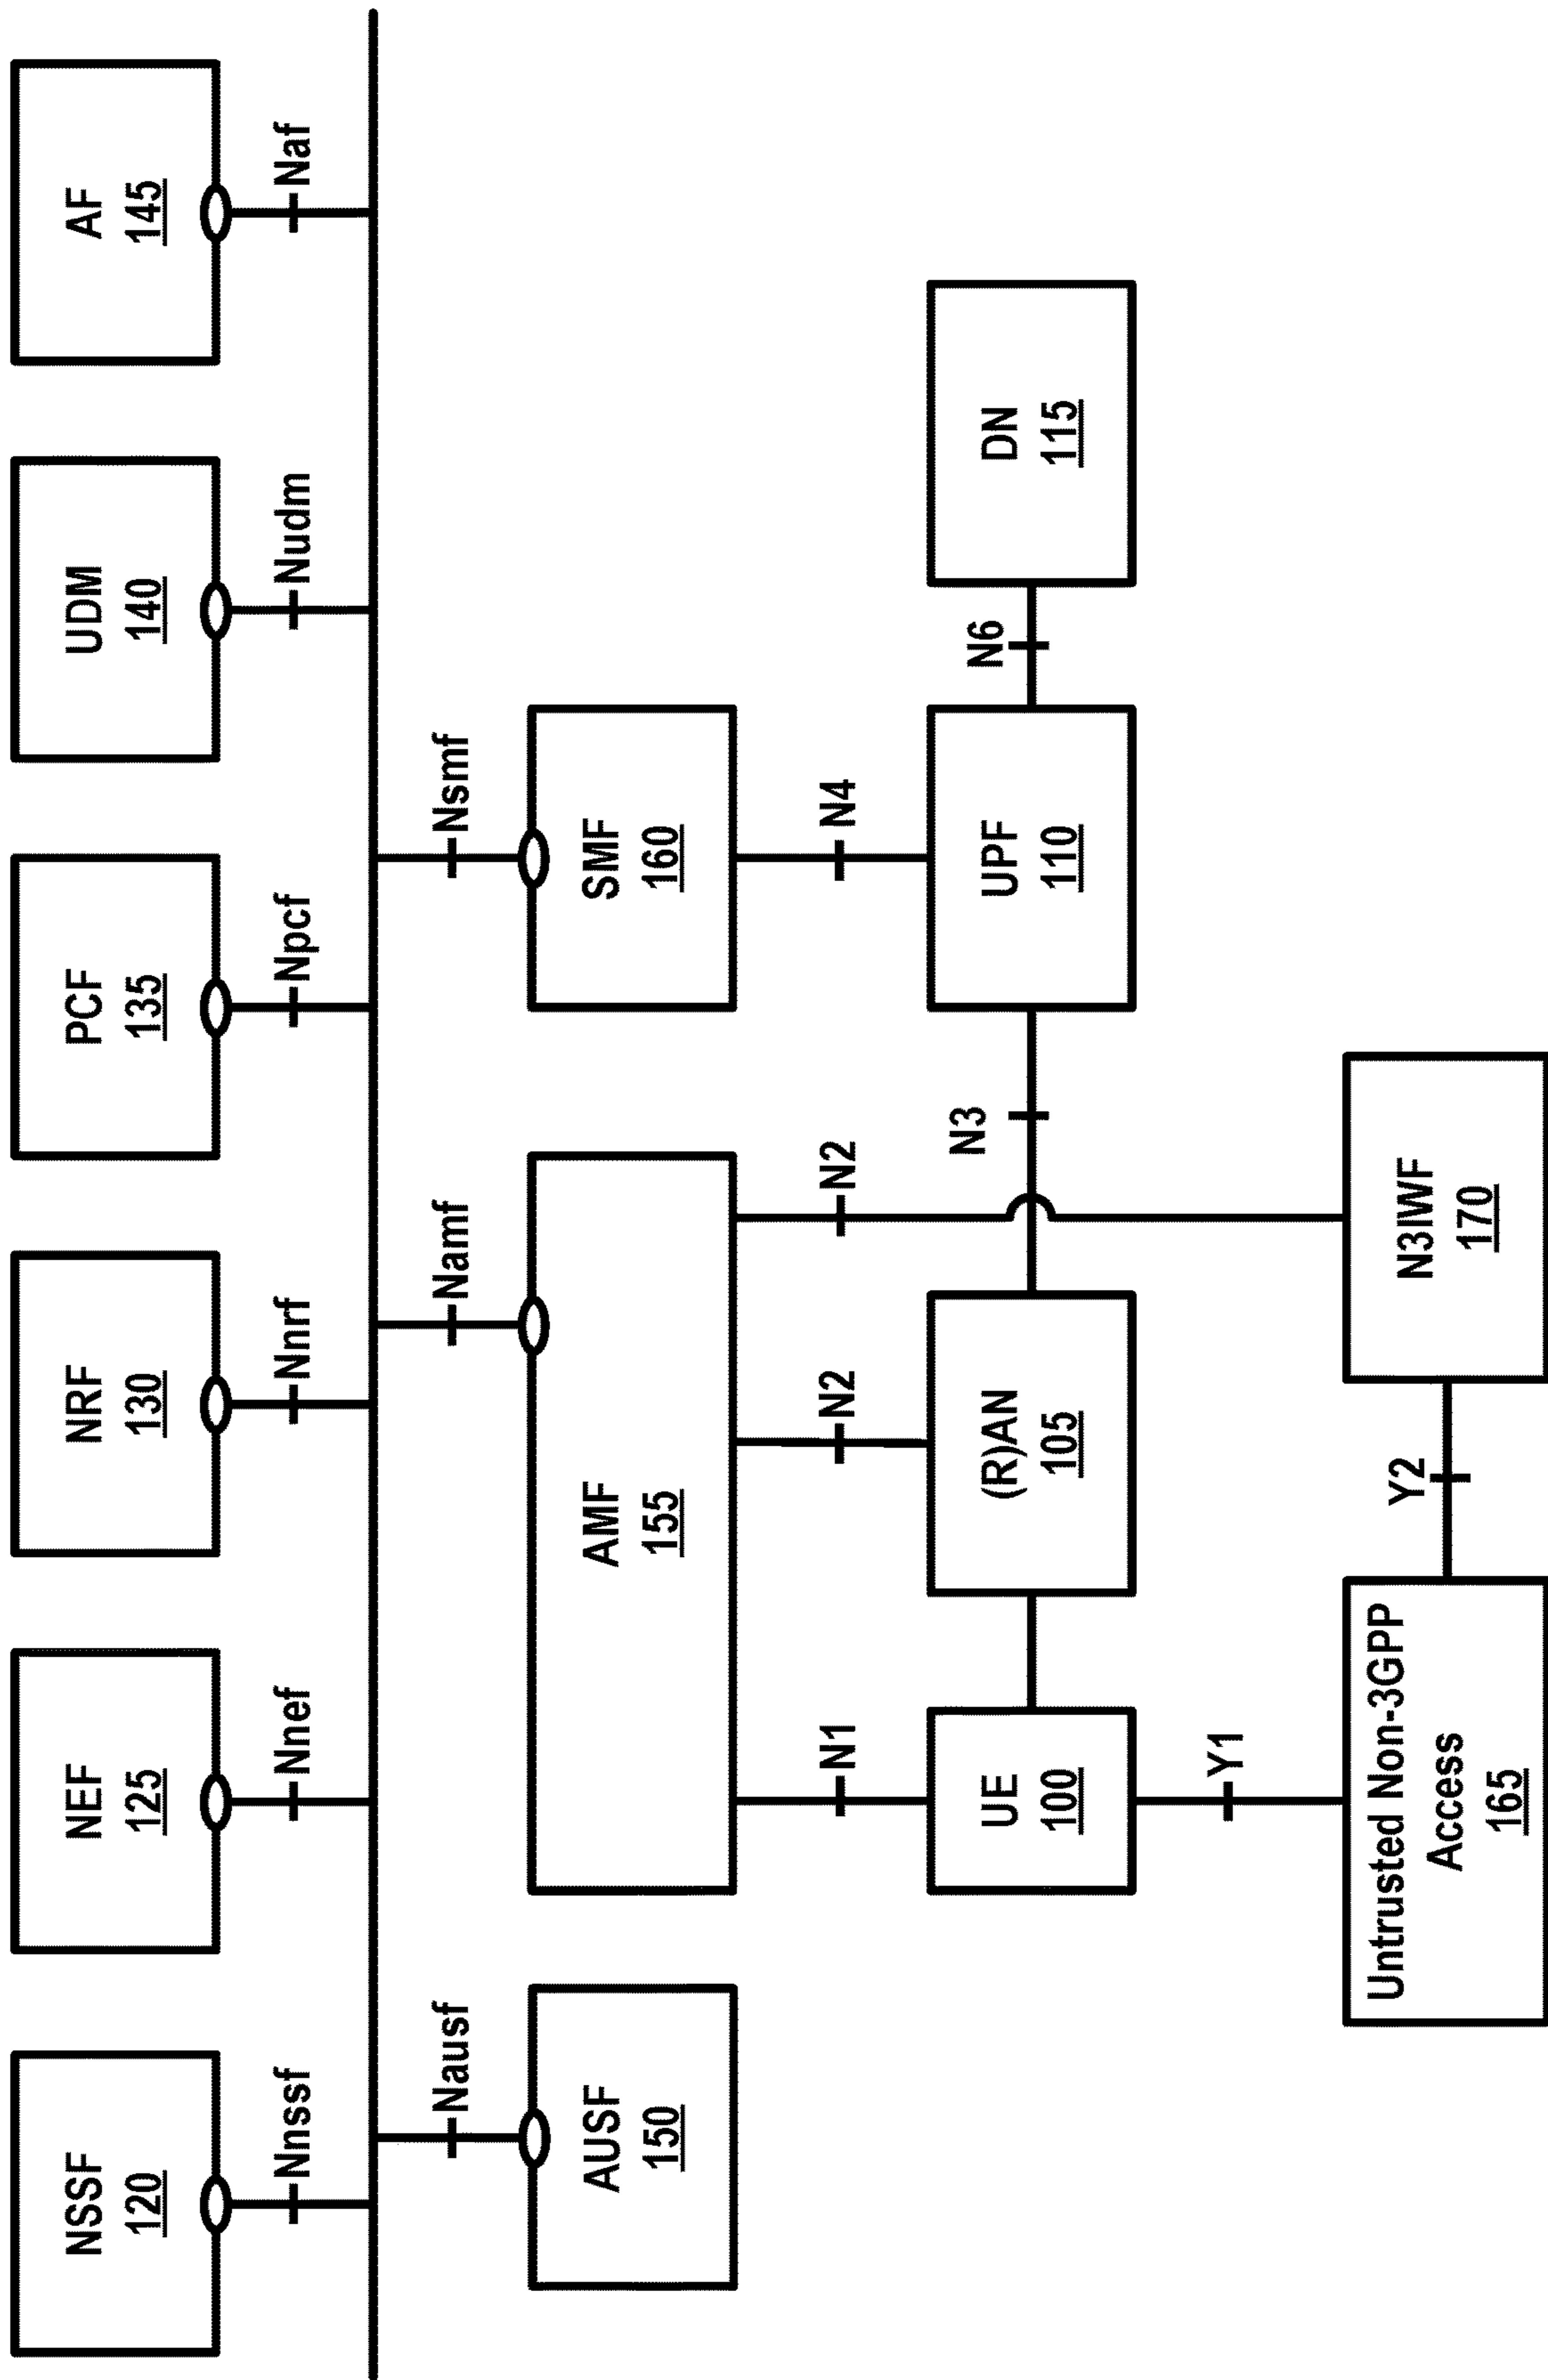 NSSF
120
NEF
125
NRF
130
PCF
135
UDM
140
AF
145
Nnssf
Nnef
Nnrf
Npcf
Nudm
Naf
Nausf
Namf
Nsmf
AUSF
150
AMF
155
SMF
160
N1
N2
N2
N4
UE
100
(R)AN
105
N3
UPF
110
N6
DN
115
Y1
Untrusted Non-3GPP
Access
165
Y2
N3IWF
170